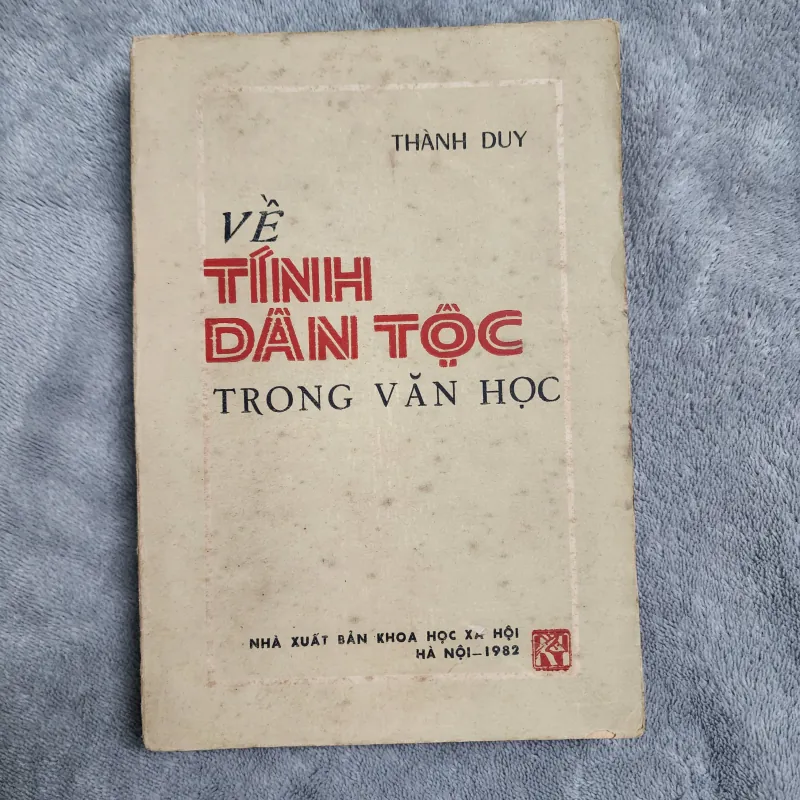 THÀNH DUY
VỀ
TÍNH
DÂN TỘC
TRONG VĂN HỌC
NHÀ XUẤT BẢN KHOA HỌC XÃ HỘI
HÀ NỘI-1982